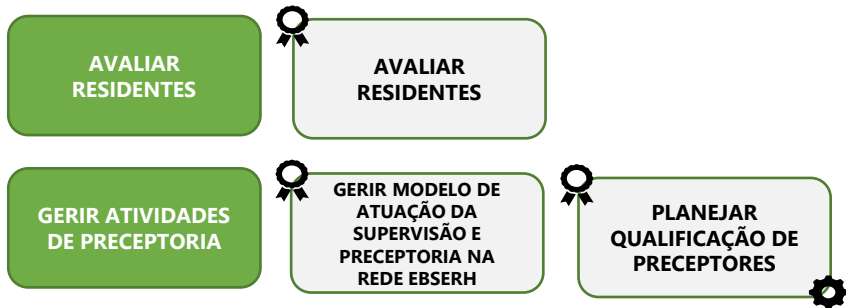 AVALIAR
RESIDENTES
AVALIAR
RESIDENTES
GERIR ATIVIDADES
DE PRECEPTORIA
GERIR MODELO DE
ATUAÇÃO DA
SUPERVISÃO E
PRECEPTORIA NA
REDE EBSERH
PLANEJAR
QUALIFICAÇÃO DE
PRECEPTORES